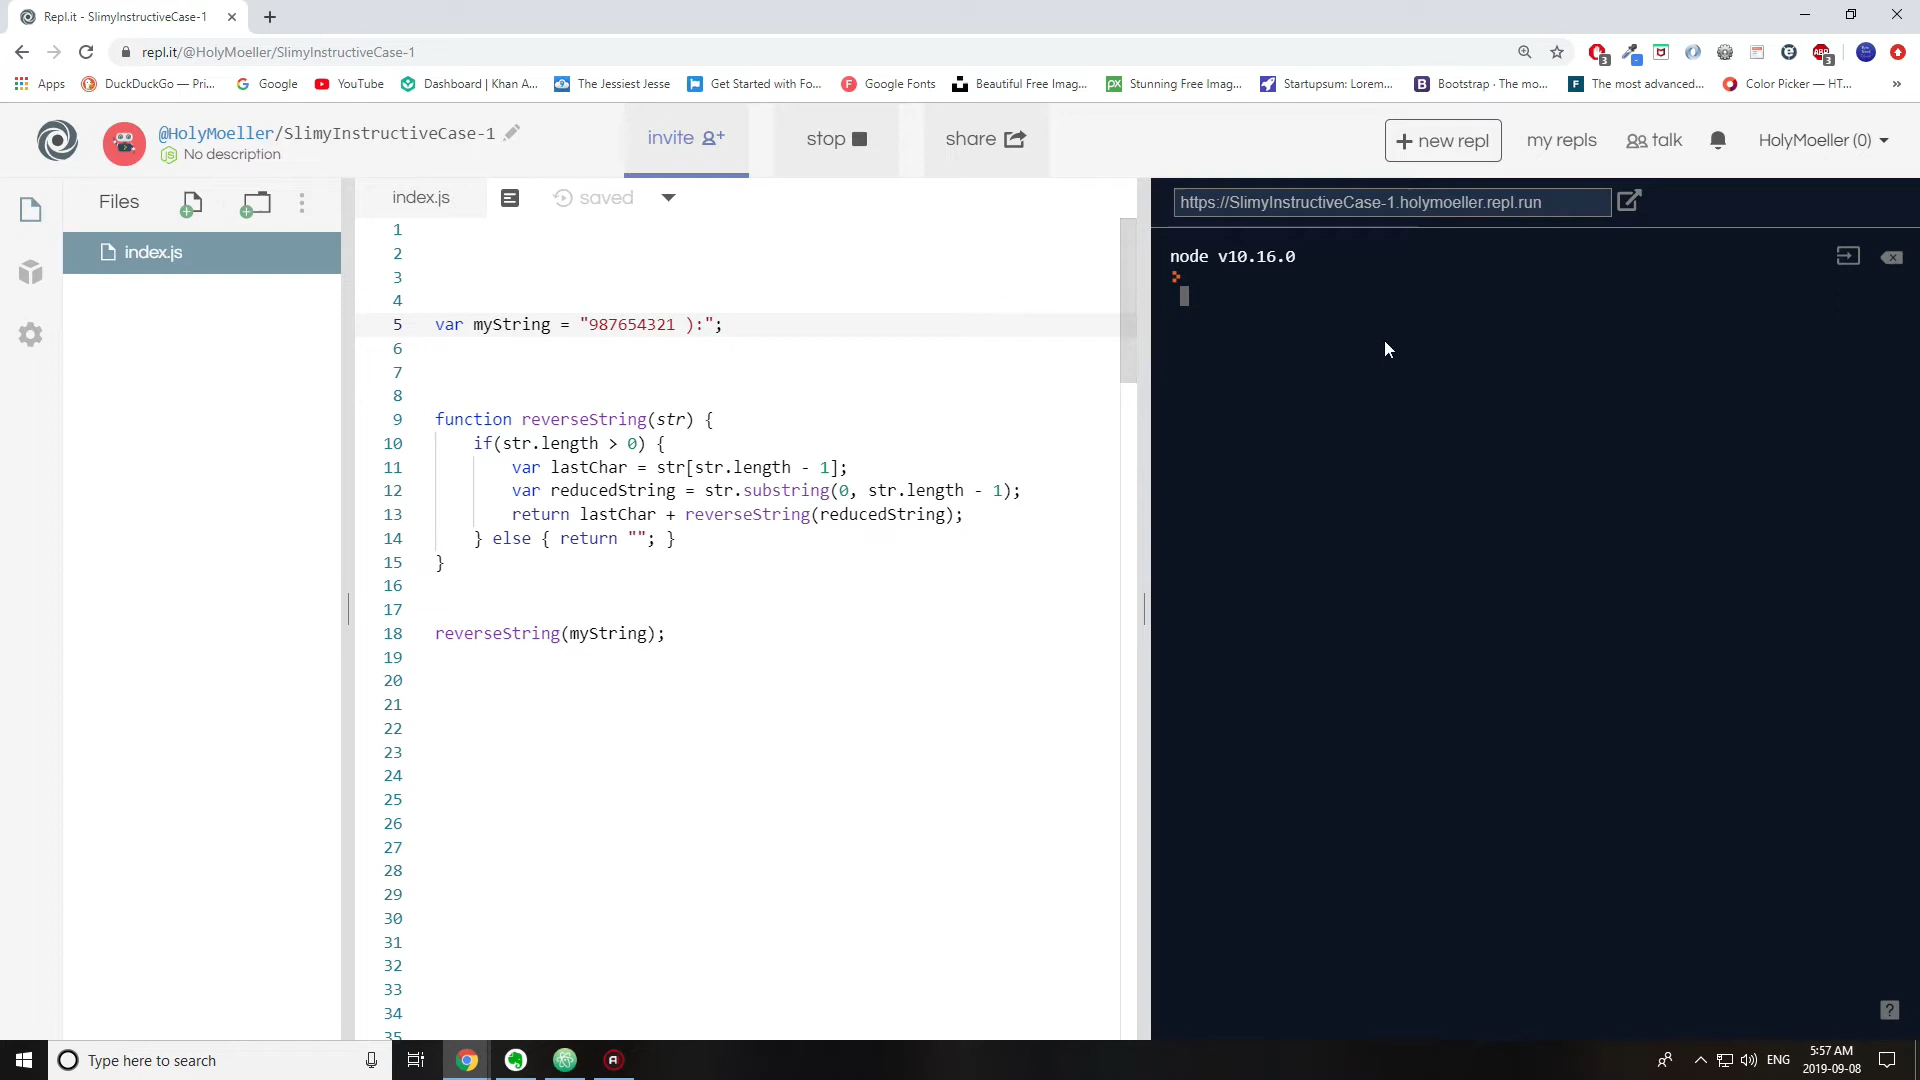 Repl.it - SlimyInstructiveCase-1
repl.it/@HolyMoeller/SlimyInstructiveCase-1
Apps DuckDuckGo — Pri... Google YouTube Dashboard | Khan A... The Jessiest Jesse Get Started with Fo... Google Fonts Beautiful Free Imag... Stunning Free Imag... Startupsum: Lorem... Bootstrap · The mo... The most advanced... Color Picker — HT... »
@HolyMoeller/SlimyInstructiveCase-1
No description
invite
stop
share
+ new repl
my repls
talk
HolyMoeller (0)
Files
index.js
index.js
saved
1
2
3
4
5 var myString = "987654321 ):";
6
7
8
9 function reverseString(str) {
10 if(str.length > 0) {
11 var lastChar = str[str.length - 1];
12 var reducedString = str.substring(0, str.length - 1);
13 return lastChar + reverseString(reducedString);
14 } else { return ""; }
15 }
16
17
18 reverseString(myString);
19
20
21
22
23
24
25
26
27
28
29
30
31
32
33
34
35
https://SlimyInstructiveCase-1.holymoeller.repl.run
node v10.16.0
>
?
Type here to search
ENG
5:57 AM
2019-09-08